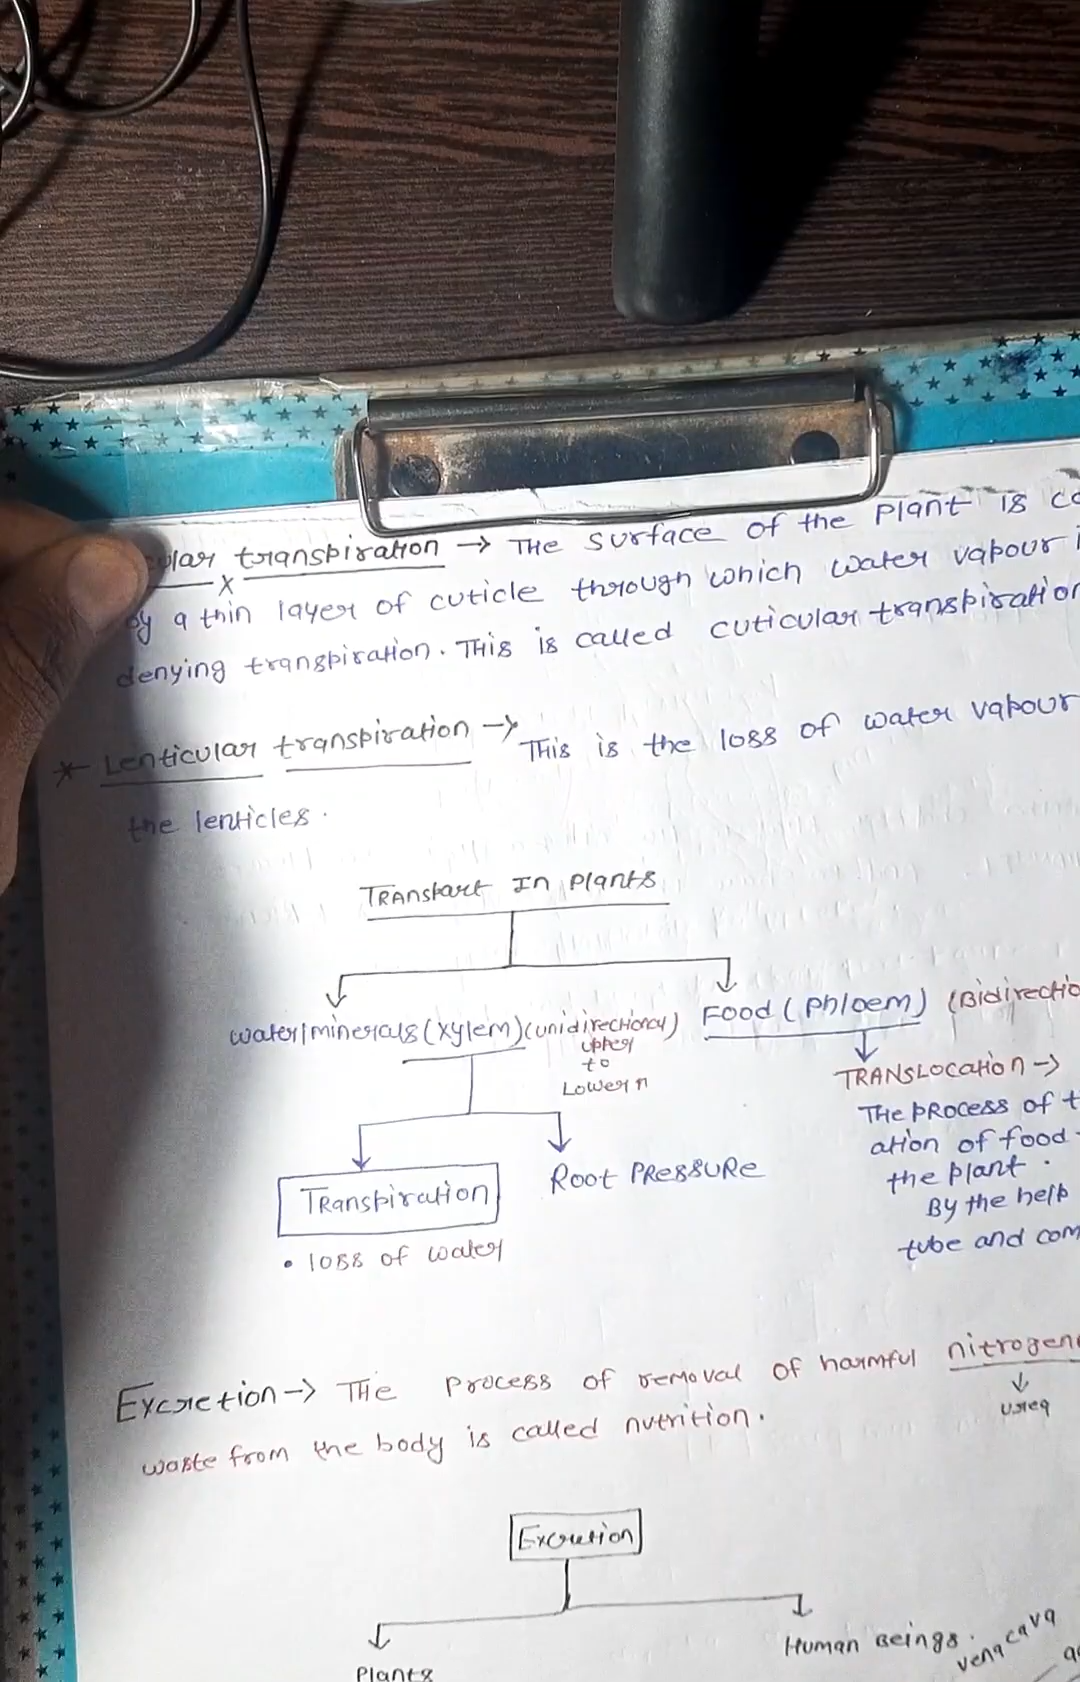 ular transpiration → THe surface of the plant is co
x
by a thin layer of cuticle through which water vapour i
denying transpiration. THis is called cuticular transpiration
* Lenticular transpiration → This is the loss of water vapour
the lenticles.
TRANSPort In Plants
water/minerals (xylem) (unidirectional) Food (Phloem) (Bidirectio
upper
to
Lower n
TRANSLOCATION →
THe PROCESS of t
ation of food
the plant.
By the help
tube and com
Transpiration
Root PRESSURe
• loss of water
Excretion → THe process of removal of harmful nitrogen
urea
waste from the body is called nutrition.
Excretion
Plants
Human Beings.
vena cava